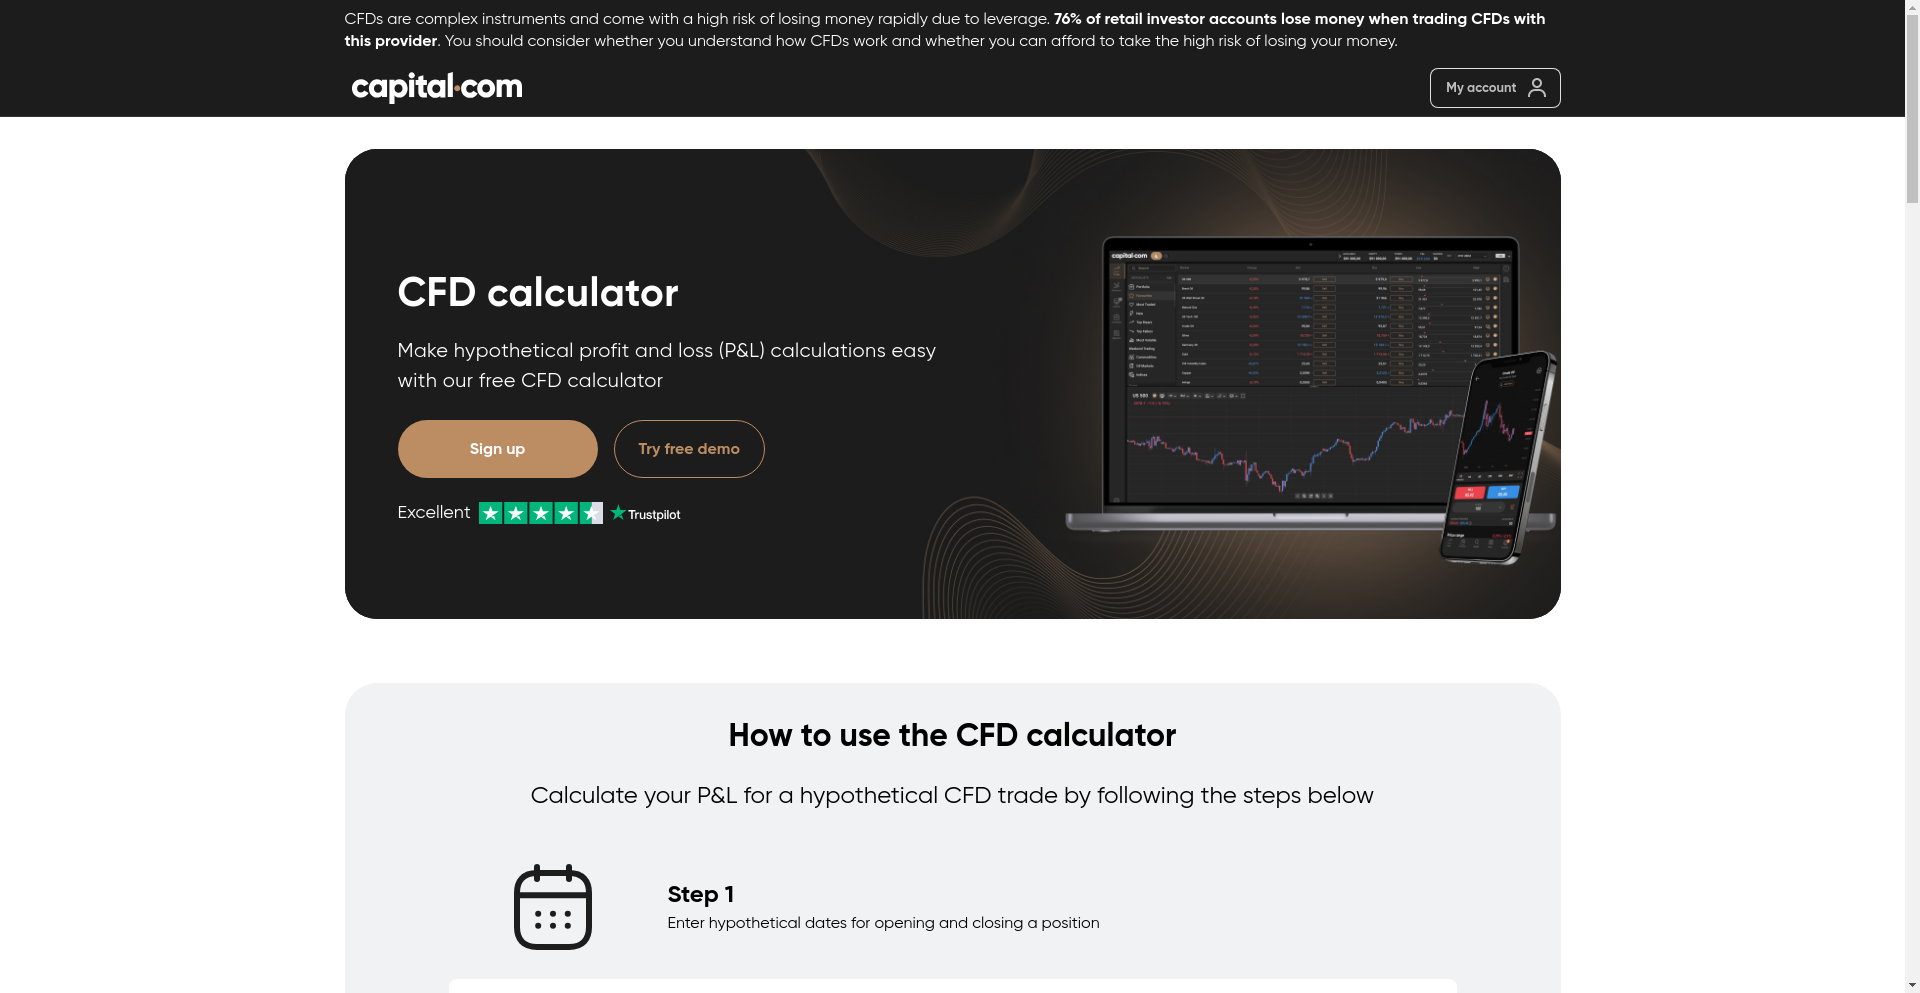 CFDs are complex instruments and come with a high risk of losing money rapidly due to leverage. 76% of retail investor accounts lose money when trading CFDs with
this provider. You should consider whether you understand how CFDs work and whether you can afford to take the high risk of losing your money.
capital.com
My account
CFD calculator
Make hypothetical profit and loss (P&L) calculations easy
with our free CFD calculator
Sign up
Try free demo
Excellent
Trustpilot
capital.com
US 500
How to use the CFD calculator
Calculate your P&L for a hypothetical CFD trade by following the steps below
Step 1
Enter hypothetical dates for opening and closing a position